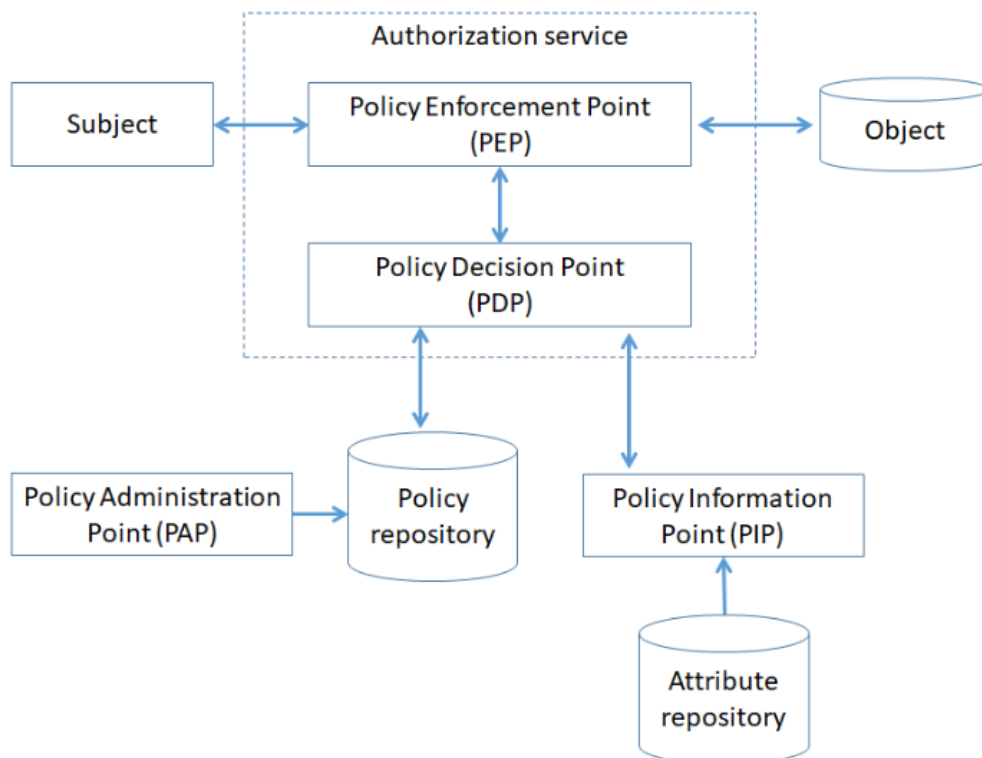 Authorization service
Subject
Policy Enforcement Point
(PEP)
Object
Policy Decision Point
(PDP)
Policy Administration
Point (PAP)
Policy
repository
Policy Information
Point (PIP)
Attribute
repository